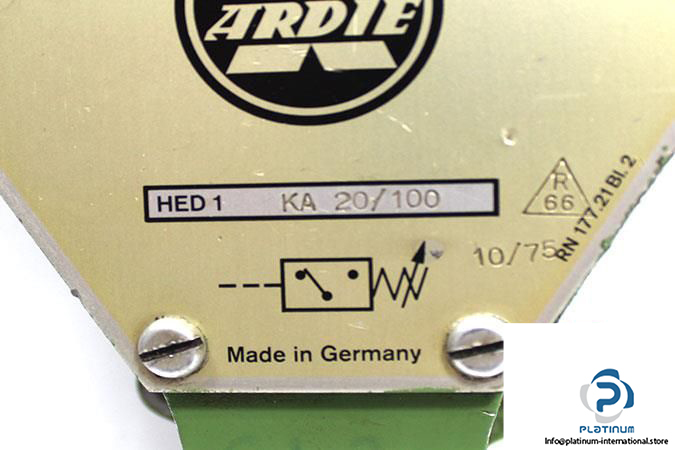 ARDIE
HED 1 KA 20/100
R
66
RN 177.21 Bl. 2
10/75
Made in Germany
PLATINUM
Info@platinum-international.store